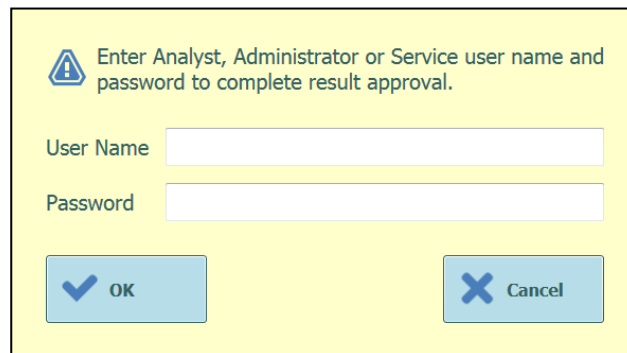 Enter Analyst, Administrator or Service user name and
password to complete result approval.
User Name
Password
OK
Cancel